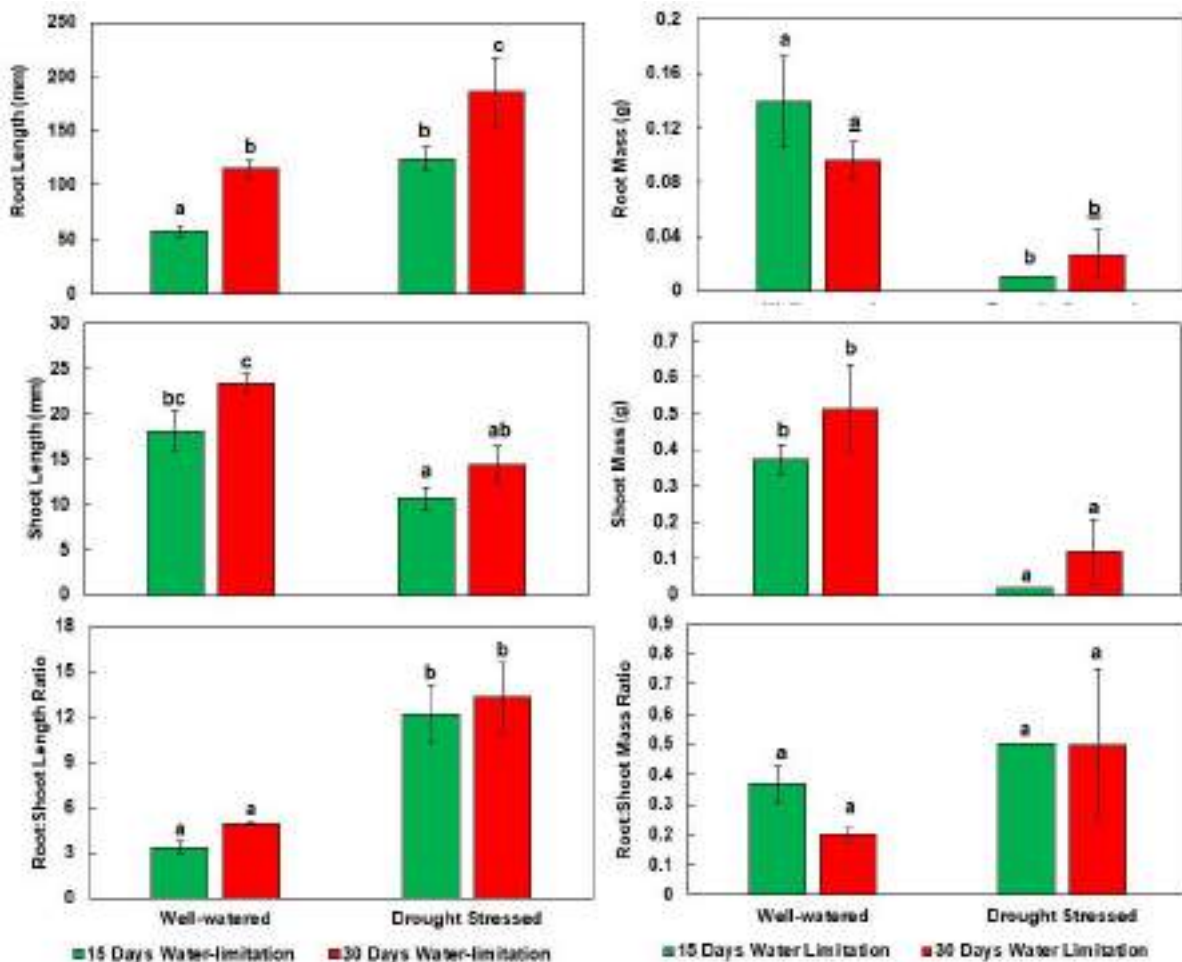 250
200
150
100
50
0
Root Length (mm)
a
b
b
c
0.2
0.16
0.12
0.08
0.04
0
Root Mass (g)
a
a
b
b
30
25
20
15
10
5
0
Shoot Length (mm)
bc
c
a
ab
0.7
0.6
0.5
0.4
0.3
0.2
0.1
0
Shoot Mass (g)
b
b
a
a
18
15
12
9
6
3
0
Root:Shoot Length Ratio
a
a
b
b
Well-watered
Drought Stressed
15 Days Water-limitation
30 Days Water-limitation
0.9
0.8
0.7
0.6
0.5
0.4
0.3
0.2
0.1
0
Root:Shoot Mass Ratio
a
a
a
a
Well-watered
Drought Stressed
15 Days Water Limitation
30 Days Water Limitation